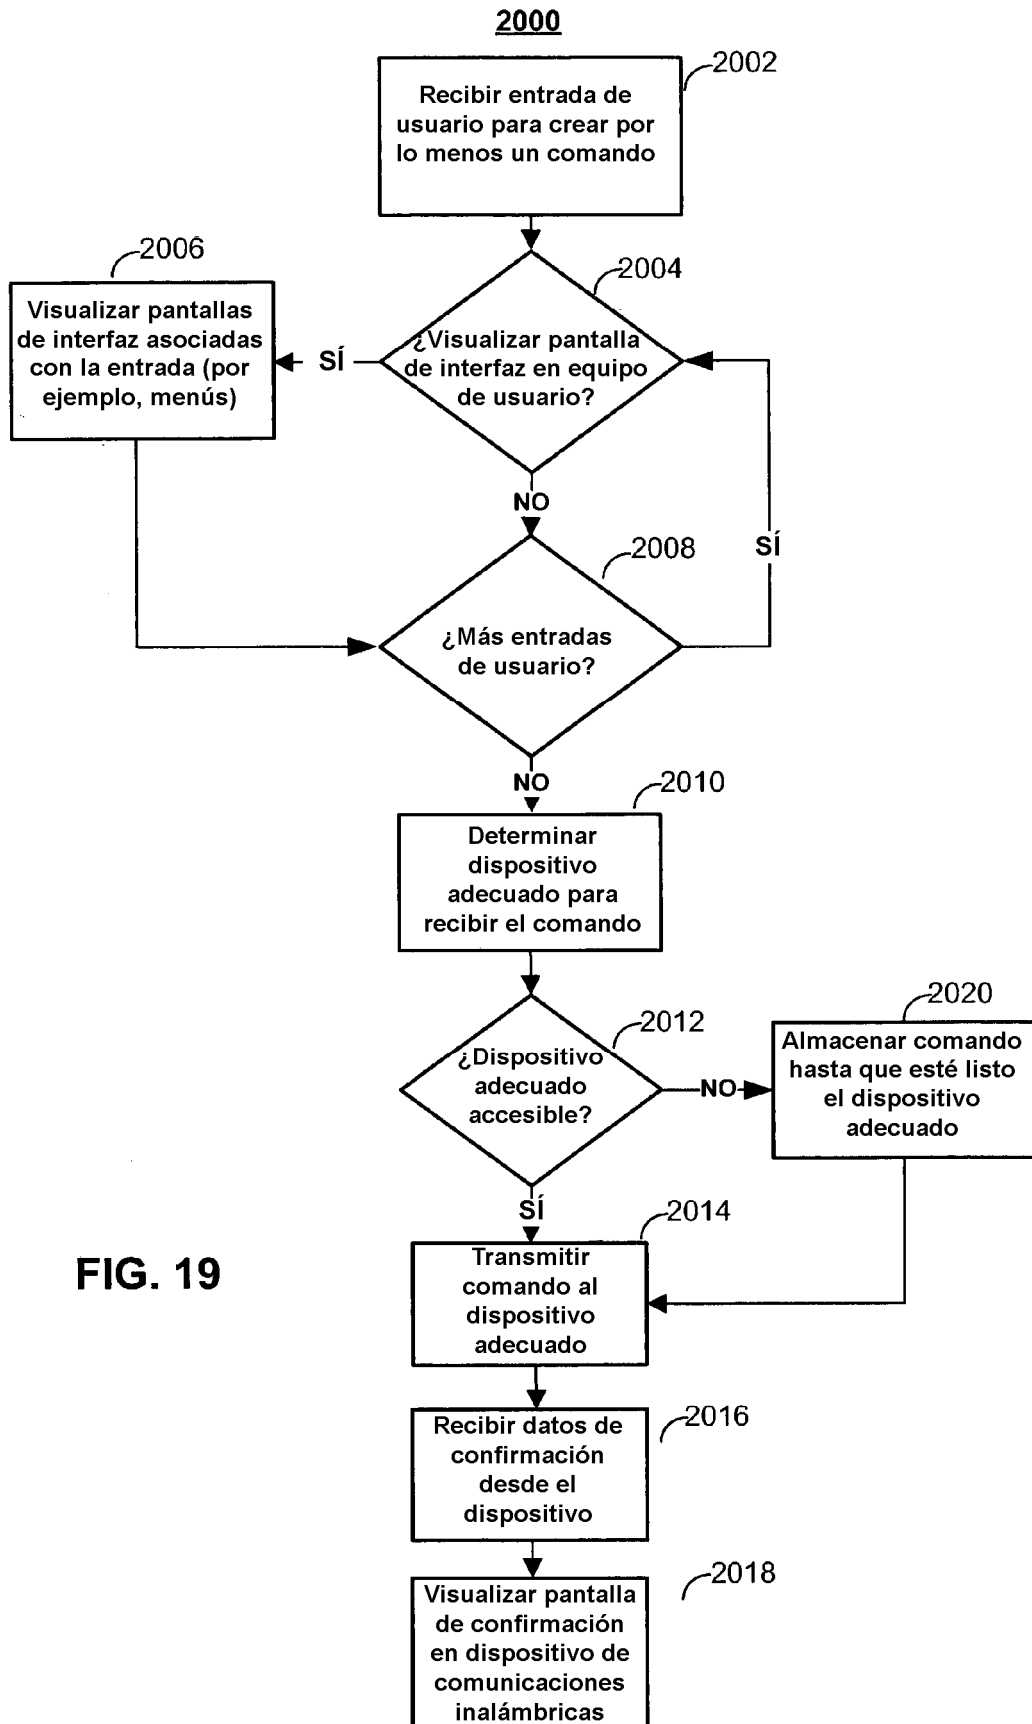 2000
2002
Recibir entrada de
usuario para crear por
lo menos un comando
2006
2004
Visualizar pantallas
de interfaz asociadas
con la entrada (por
ejemplo, menús)
SÍ
¿Visualizar pantalla
de interfaz en equipo
de usuario?
NO
2008
SÍ
¿Más entradas
de usuario?
NO
2010
Determinar
dispositivo
adecuado para
recibir el comando
2012
2020
¿Dispositivo
adecuado
accesible?
NO
Almacenar comando
hasta que esté listo
el dispositivo
adecuado
SÍ
2014
FIG. 19
Transmitir
comando al
dispositivo
adecuado
2016
Recibir datos de
confirmación
desde el
dispositivo
2018
Visualizar pantalla
de confirmación
en dispositivo de
comunicaciones
inalámbricas